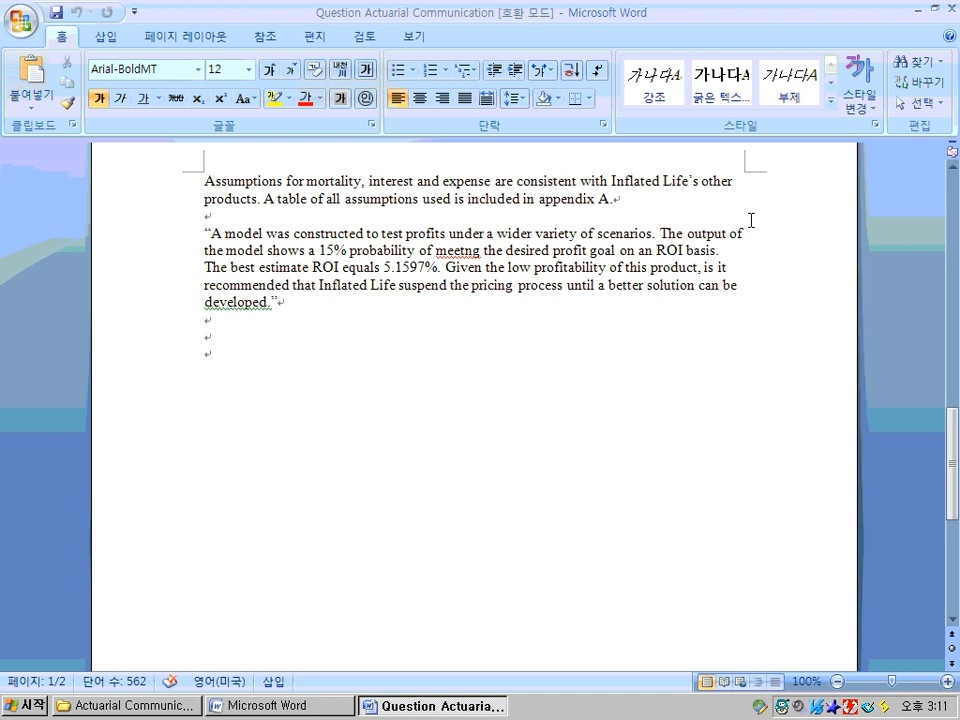 Question Actuarial Communication [호환 모드] - Microsoft Word
홈 삽입 페이지 레이아웃 참조 편지 검토 보기
붙여넣기
Arial-BoldMT 12
가나다A 가나다A 가나다A
강조 굵은 텍스... 부제
스타일 변경
찾기
바꾸기
선택
클립보드 글꼴 단락 스타일 편집
Assumptions for mortality, interest and expense are consistent with Inflated Life's other
products. A table of all assumptions used is included in appendix A.
“A model was constructed to test profits under a wider variety of scenarios. The output of
the model shows a 15% probability of meetng the desired profit goal on an ROI basis.
The best estimate ROI equals 5.1597%. Given the low profitability of this product, is it
recommended that Inflated Life suspend the pricing process until a better solution can be
developed.”
페이지: 1/2 단어 수: 562 영어(미국) 삽입 100%
시작 Actuarial Communic... Microsoft Word Question Actuaria... 오후 3:11